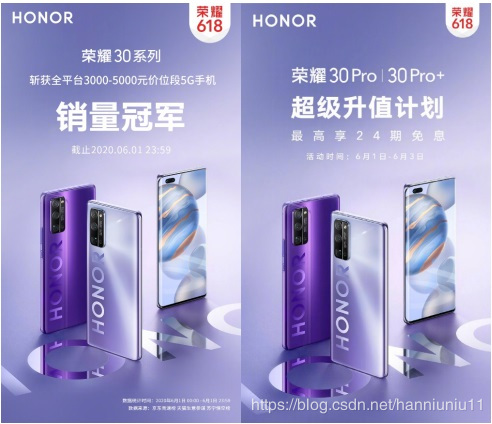 HONOR
荣耀
618
荣耀30系列
斩获全平台3000-5000元价位段5G手机
销量冠军
截止2020.06.01 23:59
HONOR
HONOR
HONOR
荣耀
618
荣耀30 Pro | 30 Pro+
超级升值计划
最高享24期免息
活动时间：6月1日-6月3日
HONOR
HONOR
https://blog.csdn.net/hanniuniu11